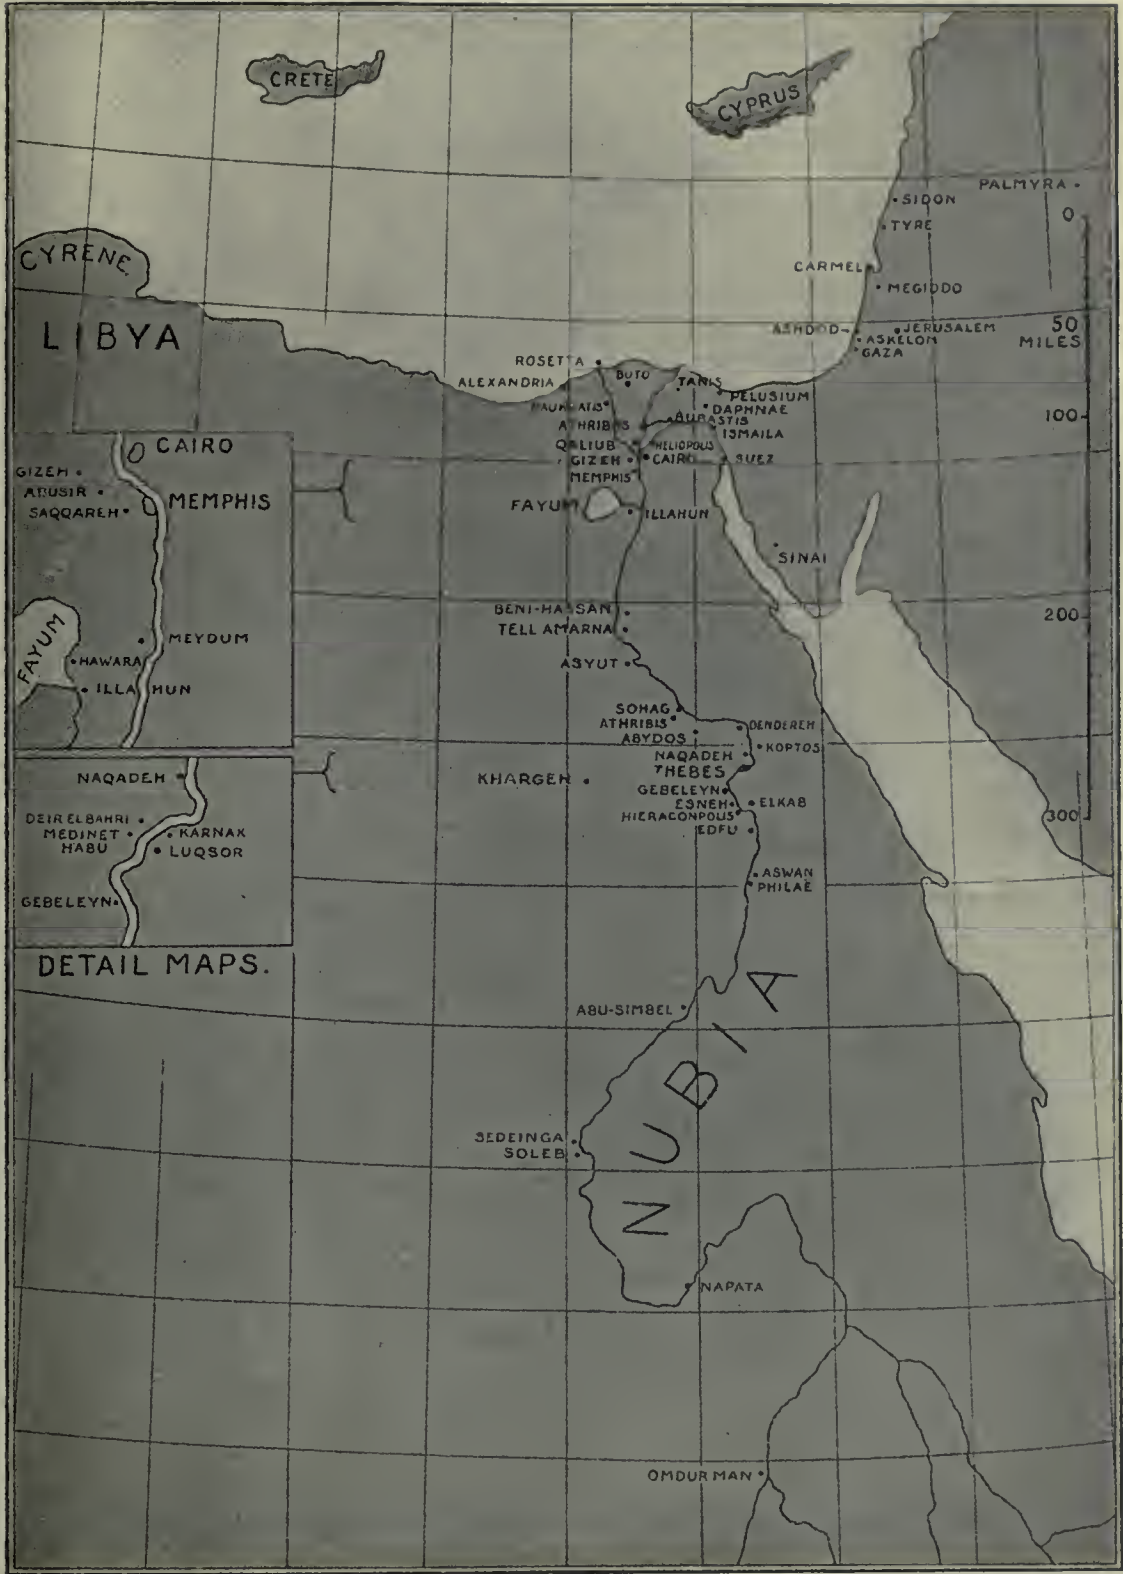 CRETE
CYPRUS
PALMYRA
SIDON
TYRE
0
CYRENE
CARMEL
MEGIDDO
LIBYA
ASHDOD
JERUSALEM
ASKELON
GAZA
50
MILES
ROSETTA
ALEXANDRIA
BUTO
TANIS
PELUSIUM
DAPHNAE
NAUKRATIS
ATHRIBIS
BUBASTIS
ISMAILA
100
QALIUB
HELIOPOLIS
GIZEH
CAIRO
SUEZ
MEMPHIS
FAYUM
ILLAHUN
SINAI
BENI-HASSAN
TELL AMARNA
200
ASYUT
SOHAG
ATHRIBIS
ABYDOS
DENDEREH
KOPTOS
NAQADEH
THEBES
KHARGEH
GEBELEYN
ESNEH
ELKAB
HIERACONPOLIS
EDFU
300
ASWAN
PHILAE
CAIRO
GIZEH
ABUSIR
SAQQAREH
MEMPHIS
FAYUM
MEYDUM
HAWARA
ILLAHUN
NAQADEH
DEIR ELBAHRI
MEDINET
HABU
KARNAK
LUQSOR
GEBELEYN
DETAIL MAPS.
ABU-SIMBEL
NUBIA
SEDEINGA
SOLEB
NAPATA
OMDURMAN